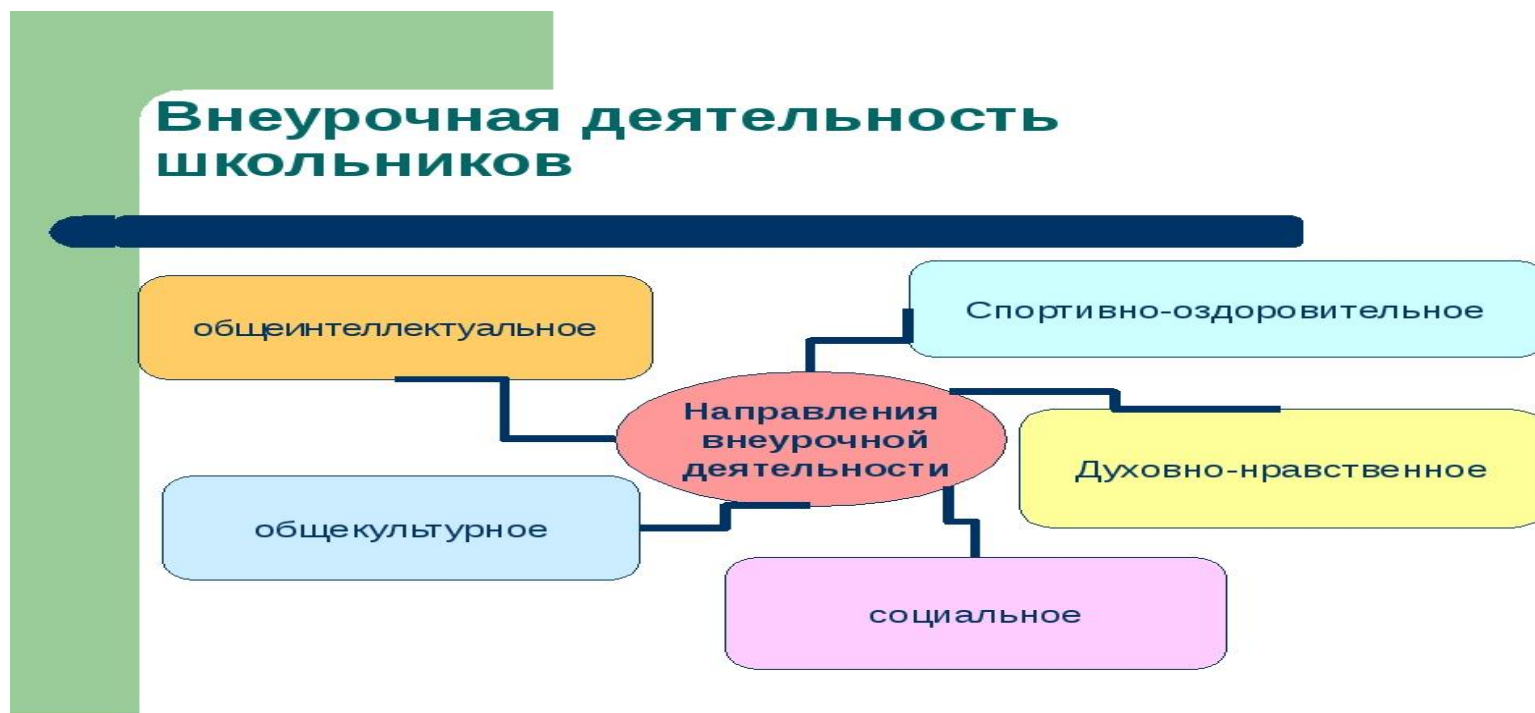 Внеурочная деятельность
школьников
общеинтеллектуальное
Спортивно-оздоровительное
Направления
внеурочной
деятельности
Духовно-нравственное
общекультурное
социальное